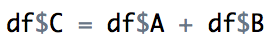 df$C = df$A + df$B